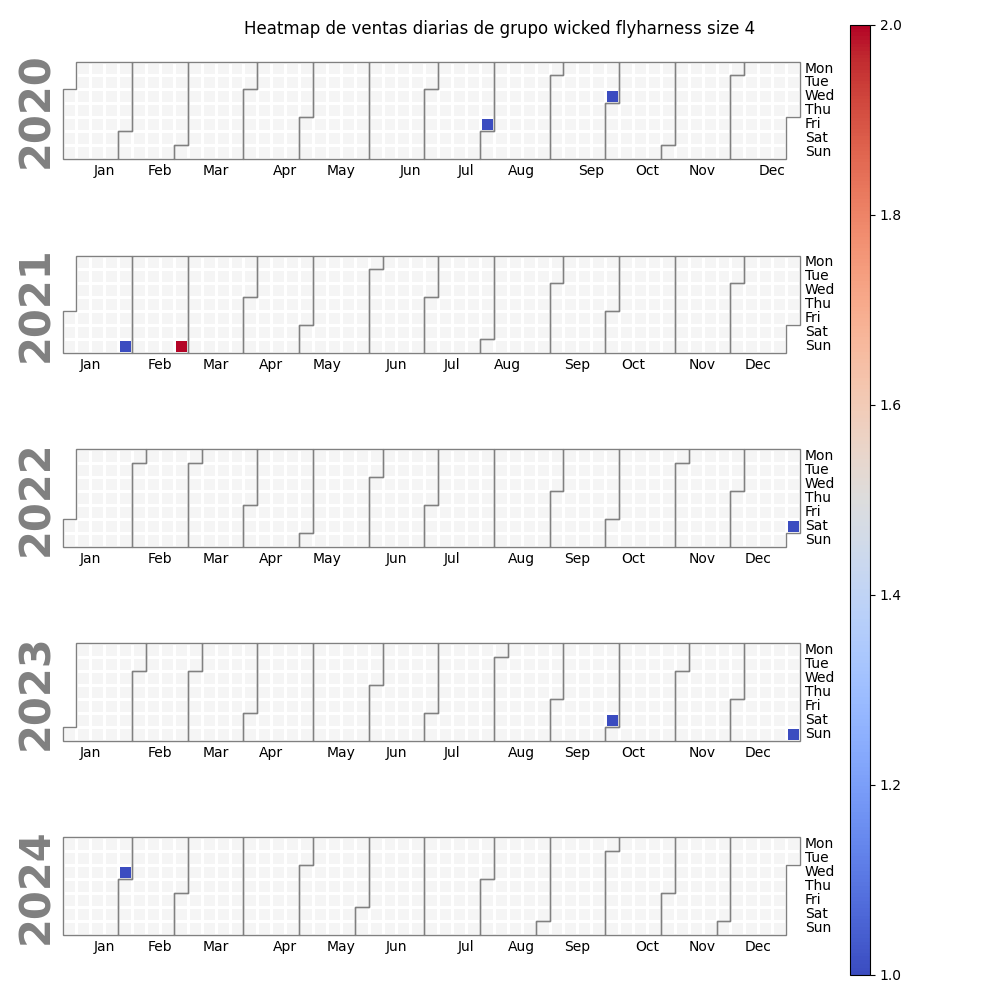 Heatmap de ventas diarias de grupo wicked flyharness size 4
2020
Mon
Tue
Wed
Thu
Fri
Sat
Sun
Jan Feb Mar Apr May Jun Jul Aug Sep Oct Nov Dec
2021
Mon
Tue
Wed
Thu
Fri
Sat
Sun
Jan Feb Mar Apr May Jun Jul Aug Sep Oct Nov Dec
2022
Mon
Tue
Wed
Thu
Fri
Sat
Sun
Jan Feb Mar Apr May Jun Jul Aug Sep Oct Nov Dec
2023
Mon
Tue
Wed
Thu
Fri
Sat
Sun
Jan Feb Mar Apr May Jun Jul Aug Sep Oct Nov Dec
2024
Mon
Tue
Wed
Thu
Fri
Sat
Sun
Jan Feb Mar Apr May Jun Jul Aug Sep Oct Nov Dec
2.0
1.8
1.6
1.4
1.2
1.0